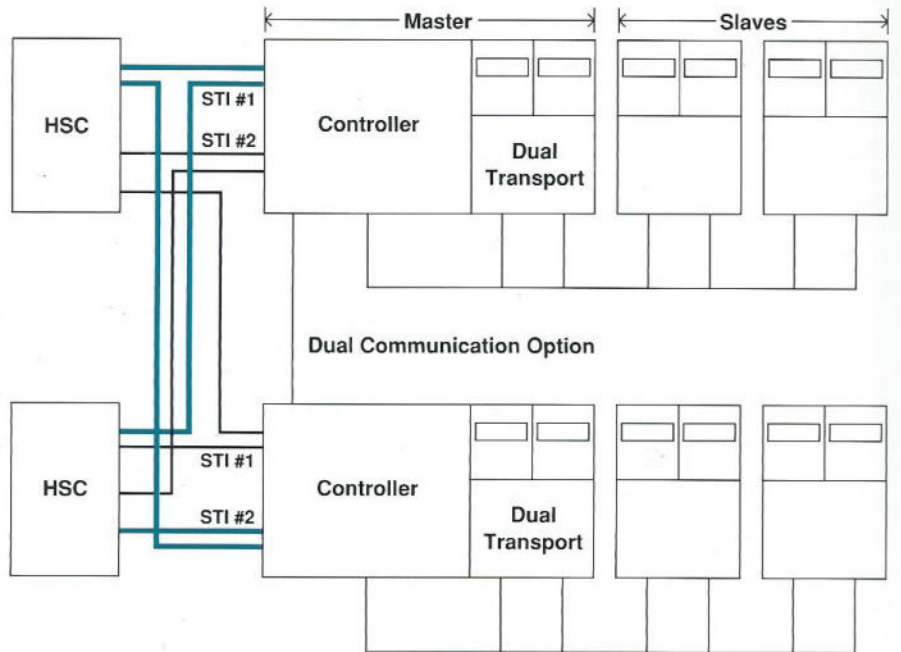 Master
Slaves
HSC
STI #1
STI #2
Controller
Dual
Transport
Dual Communication Option
HSC
STI #1
STI #2
Controller
Dual
Transport